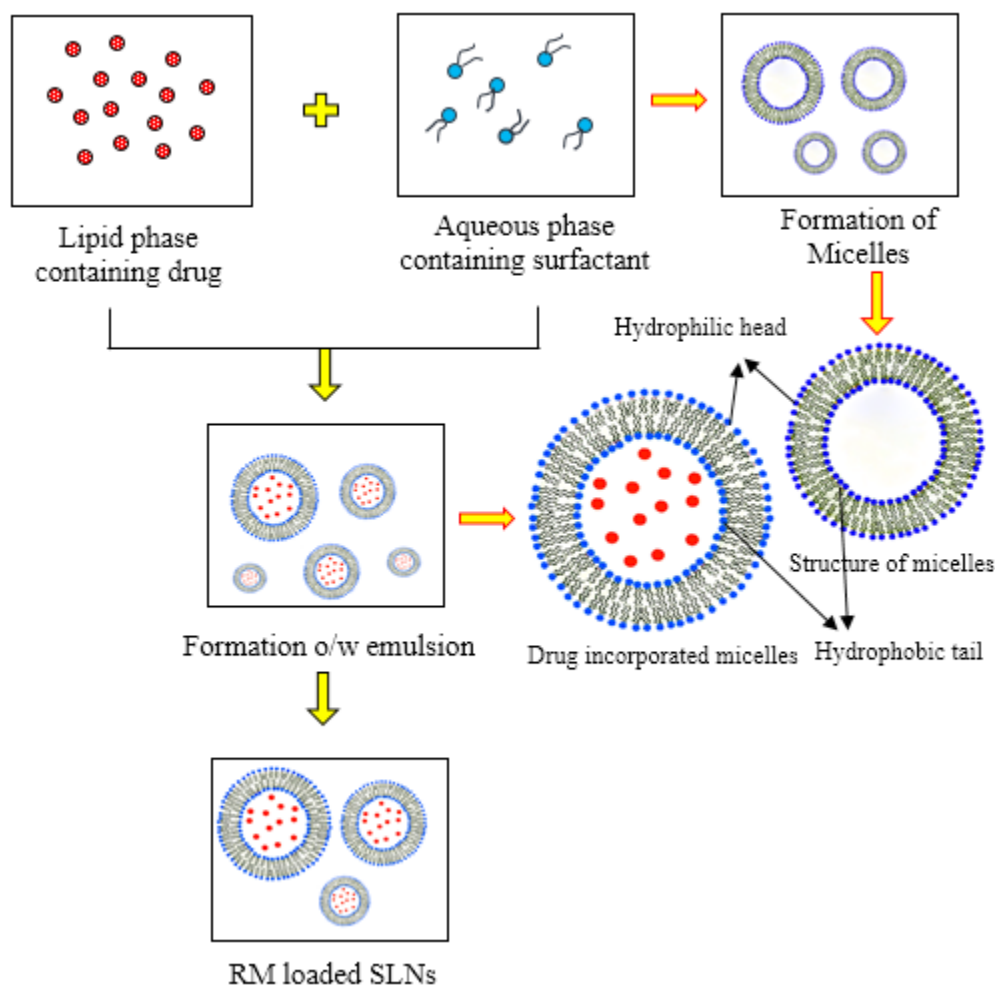 Lipid phase
containing drug
Aqueous phase
containing surfactant
Formation of
Micelles
Hydrophilic head
Structure of micelles
Formation o/w emulsion
Drug incorporated micelles
Hydrophobic tail
RM loaded SLNs